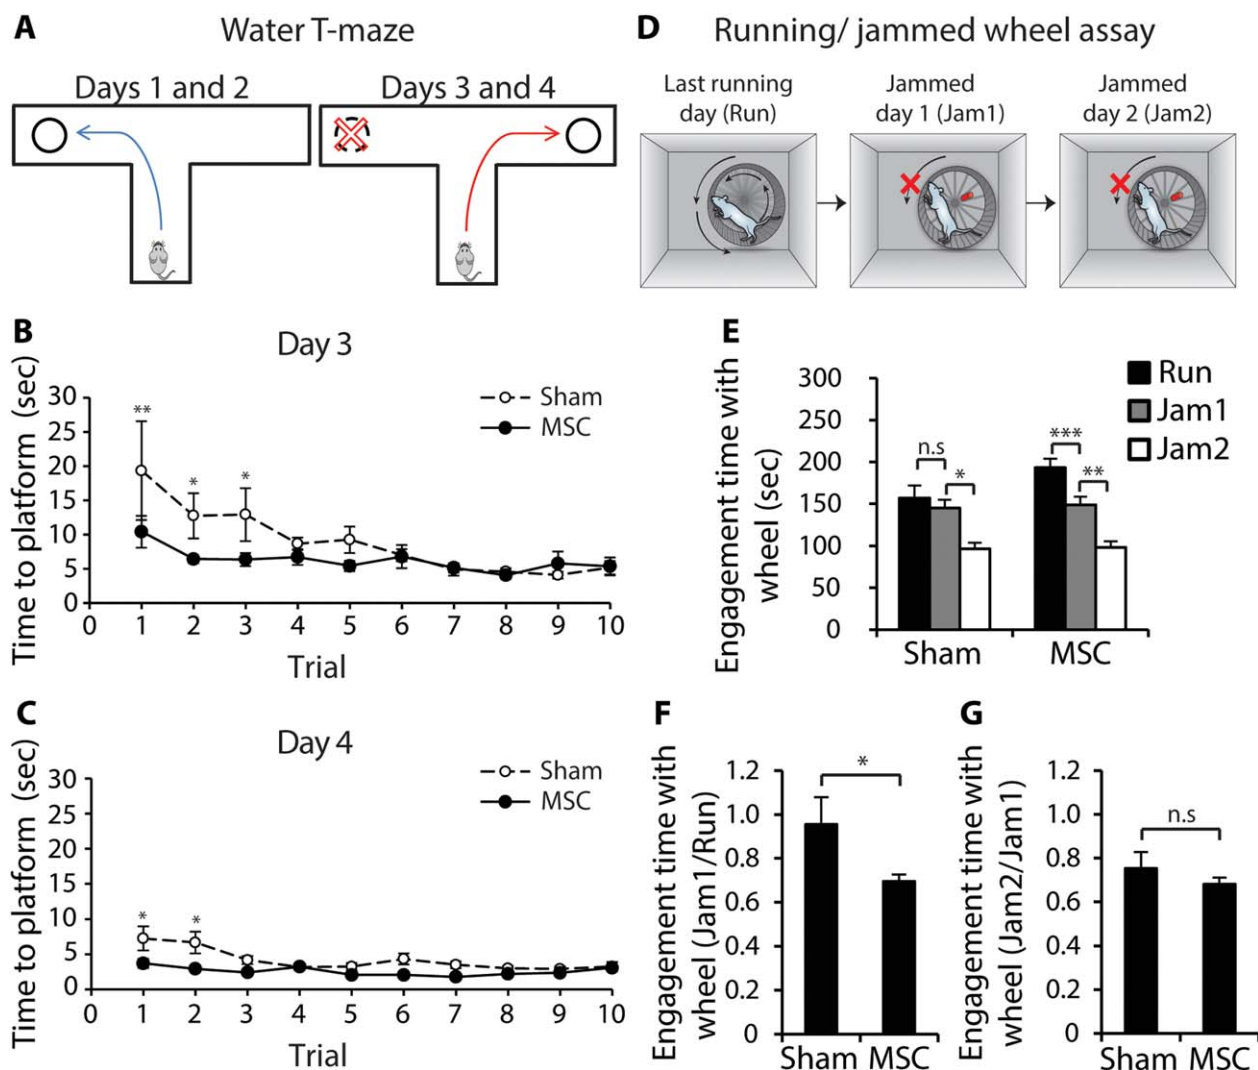 A
Water T-maze
Days 1 and 2
Days 3 and 4
D
Running/ jammed wheel assay
Last running
day (Run)
Jammed
day 1 (Jam1)
Jammed
day 2 (Jam2)
B
Day 3
Time to platform (sec)
30
25
20
15
10
5
0
**
*
*
Sham
MSC
0 1 2 3 4 5 6 7 8 9 10
Trial
C
Day 4
Time to platform (sec)
30
25
20
15
10
5
0
*
*
Sham
MSC
0 1 2 3 4 5 6 7 8 9 10
Trial
E
Engagement time with
wheel (sec)
300
250
200
150
100
50
0
n.s
*
***
**
Run
Jam1
Jam2
Sham MSC
F
Engagement time with
wheel (Jam1/Run)
1.2
1.0
0.8
0.6
0.4
0.2
0
*
Sham MSC
G
Engagement time with
wheel (Jam2/Jam1)
1.2
1.0
0.8
0.6
0.4
0.2
0
n.s
Sham MSC